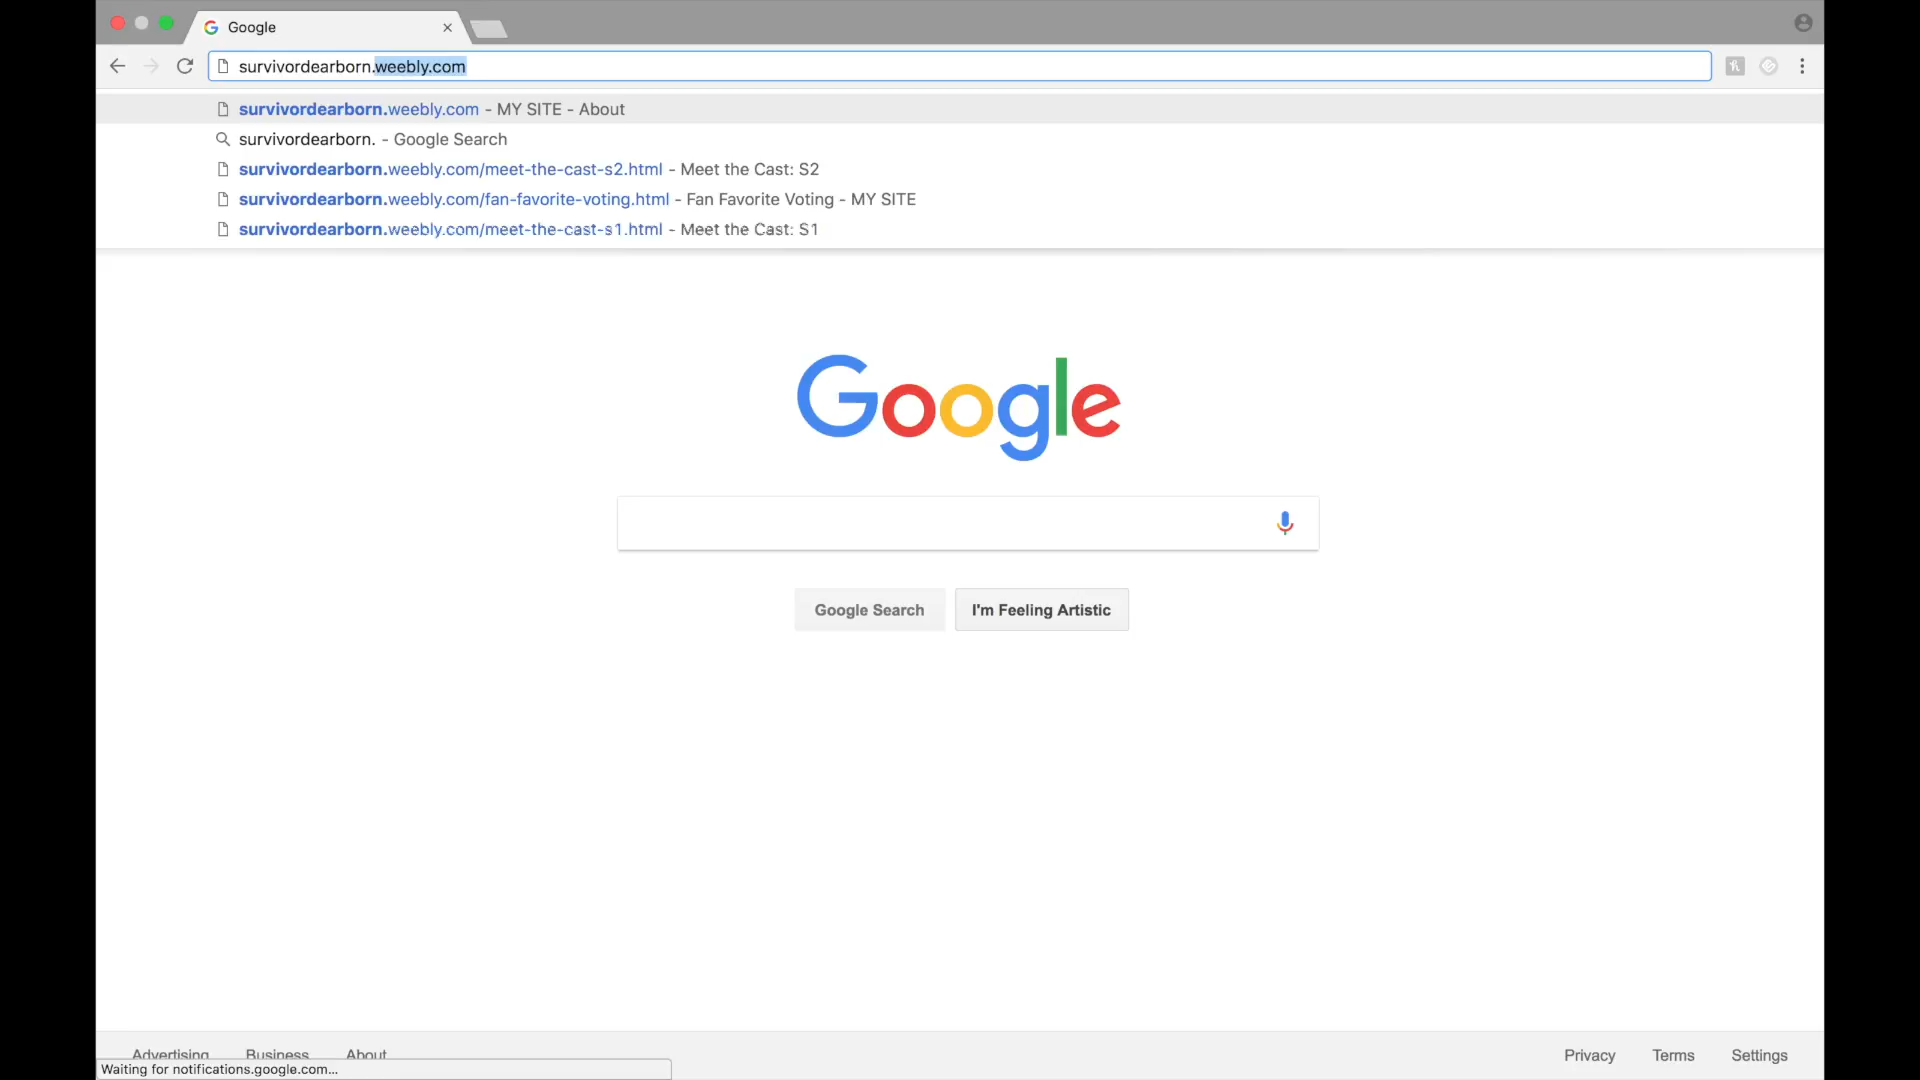 Google
survivordearborn.weebly.com
survivordearborn.weebly.com - MY SITE - About
survivordearborn. - Google Search
survivordearborn.weebly.com/meet-the-cast-s2.html - Meet the Cast: S2
survivordearborn.weebly.com/fan-favorite-voting.html - Fan Favorite Voting - MY SITE
survivordearborn.weebly.com/meet-the-cast-s1.html - Meet the Cast: S1
Google
Google Search I'm Feeling Artistic
Advertising Business About Privacy Terms Settings
Waiting for notifications.google.com...